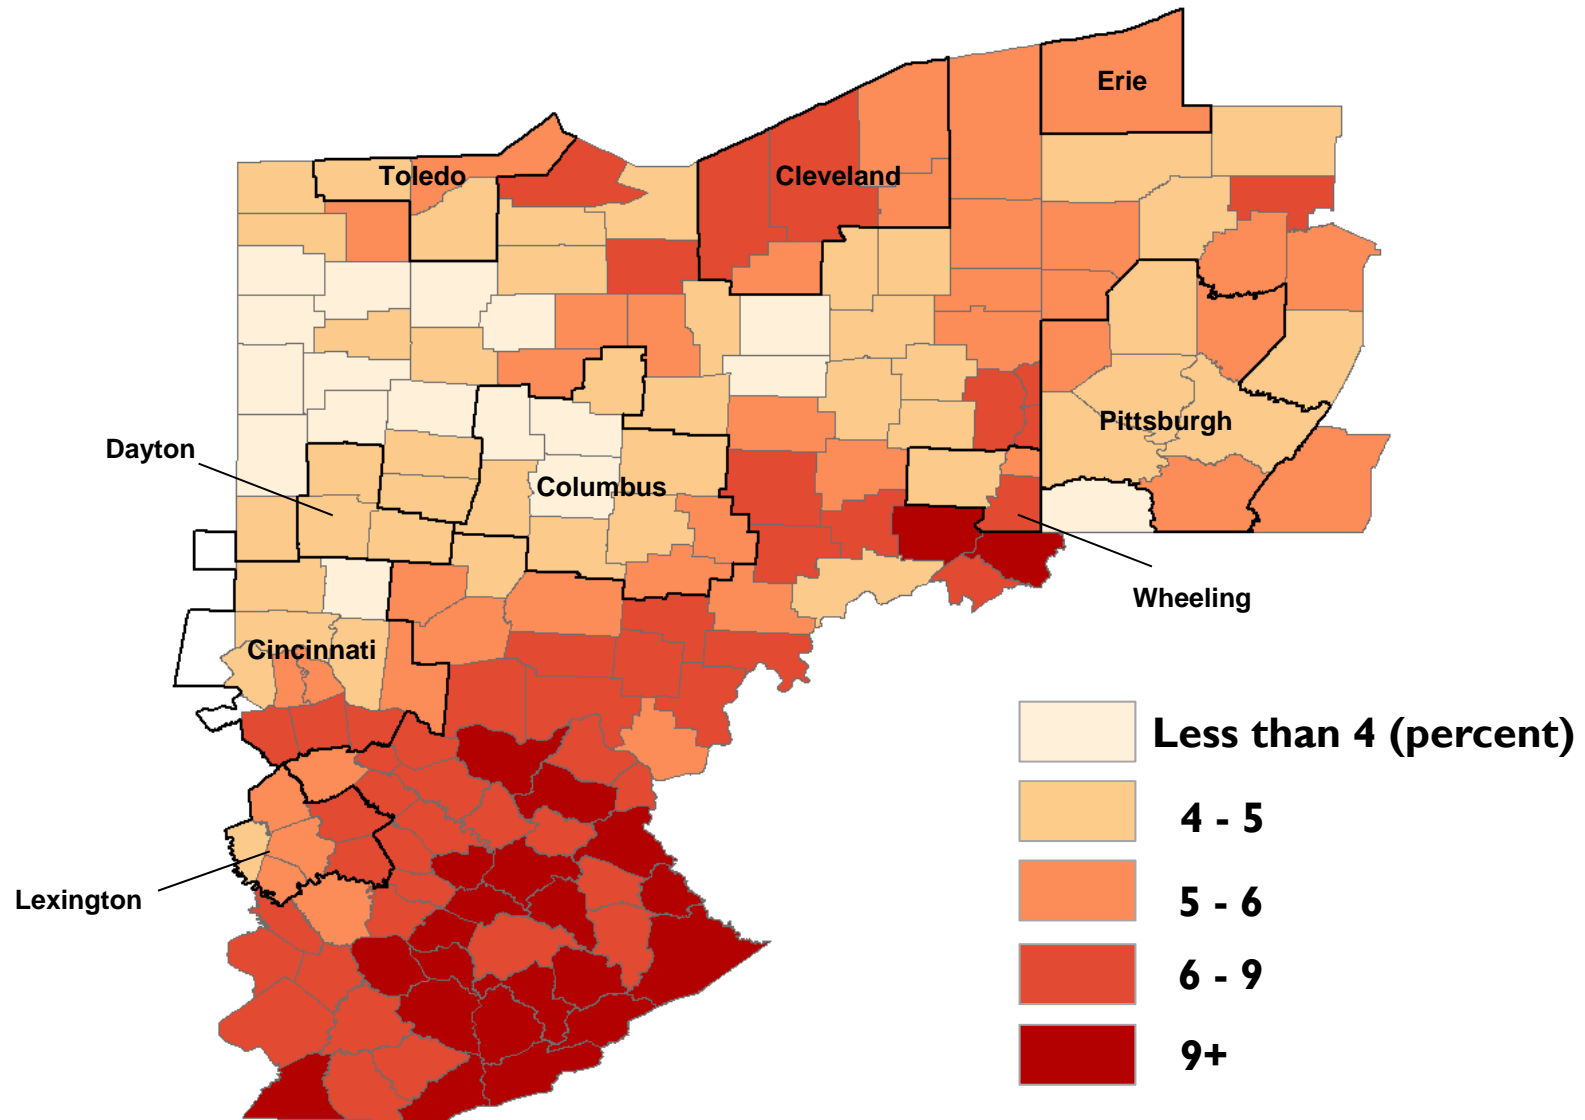 Erie
Toledo
Cleveland
Pittsburgh
Dayton
Columbus
Wheeling
Cincinnati
Lexington
Less than 4 (percent)
4 - 5
5 - 6
6 - 9
9+